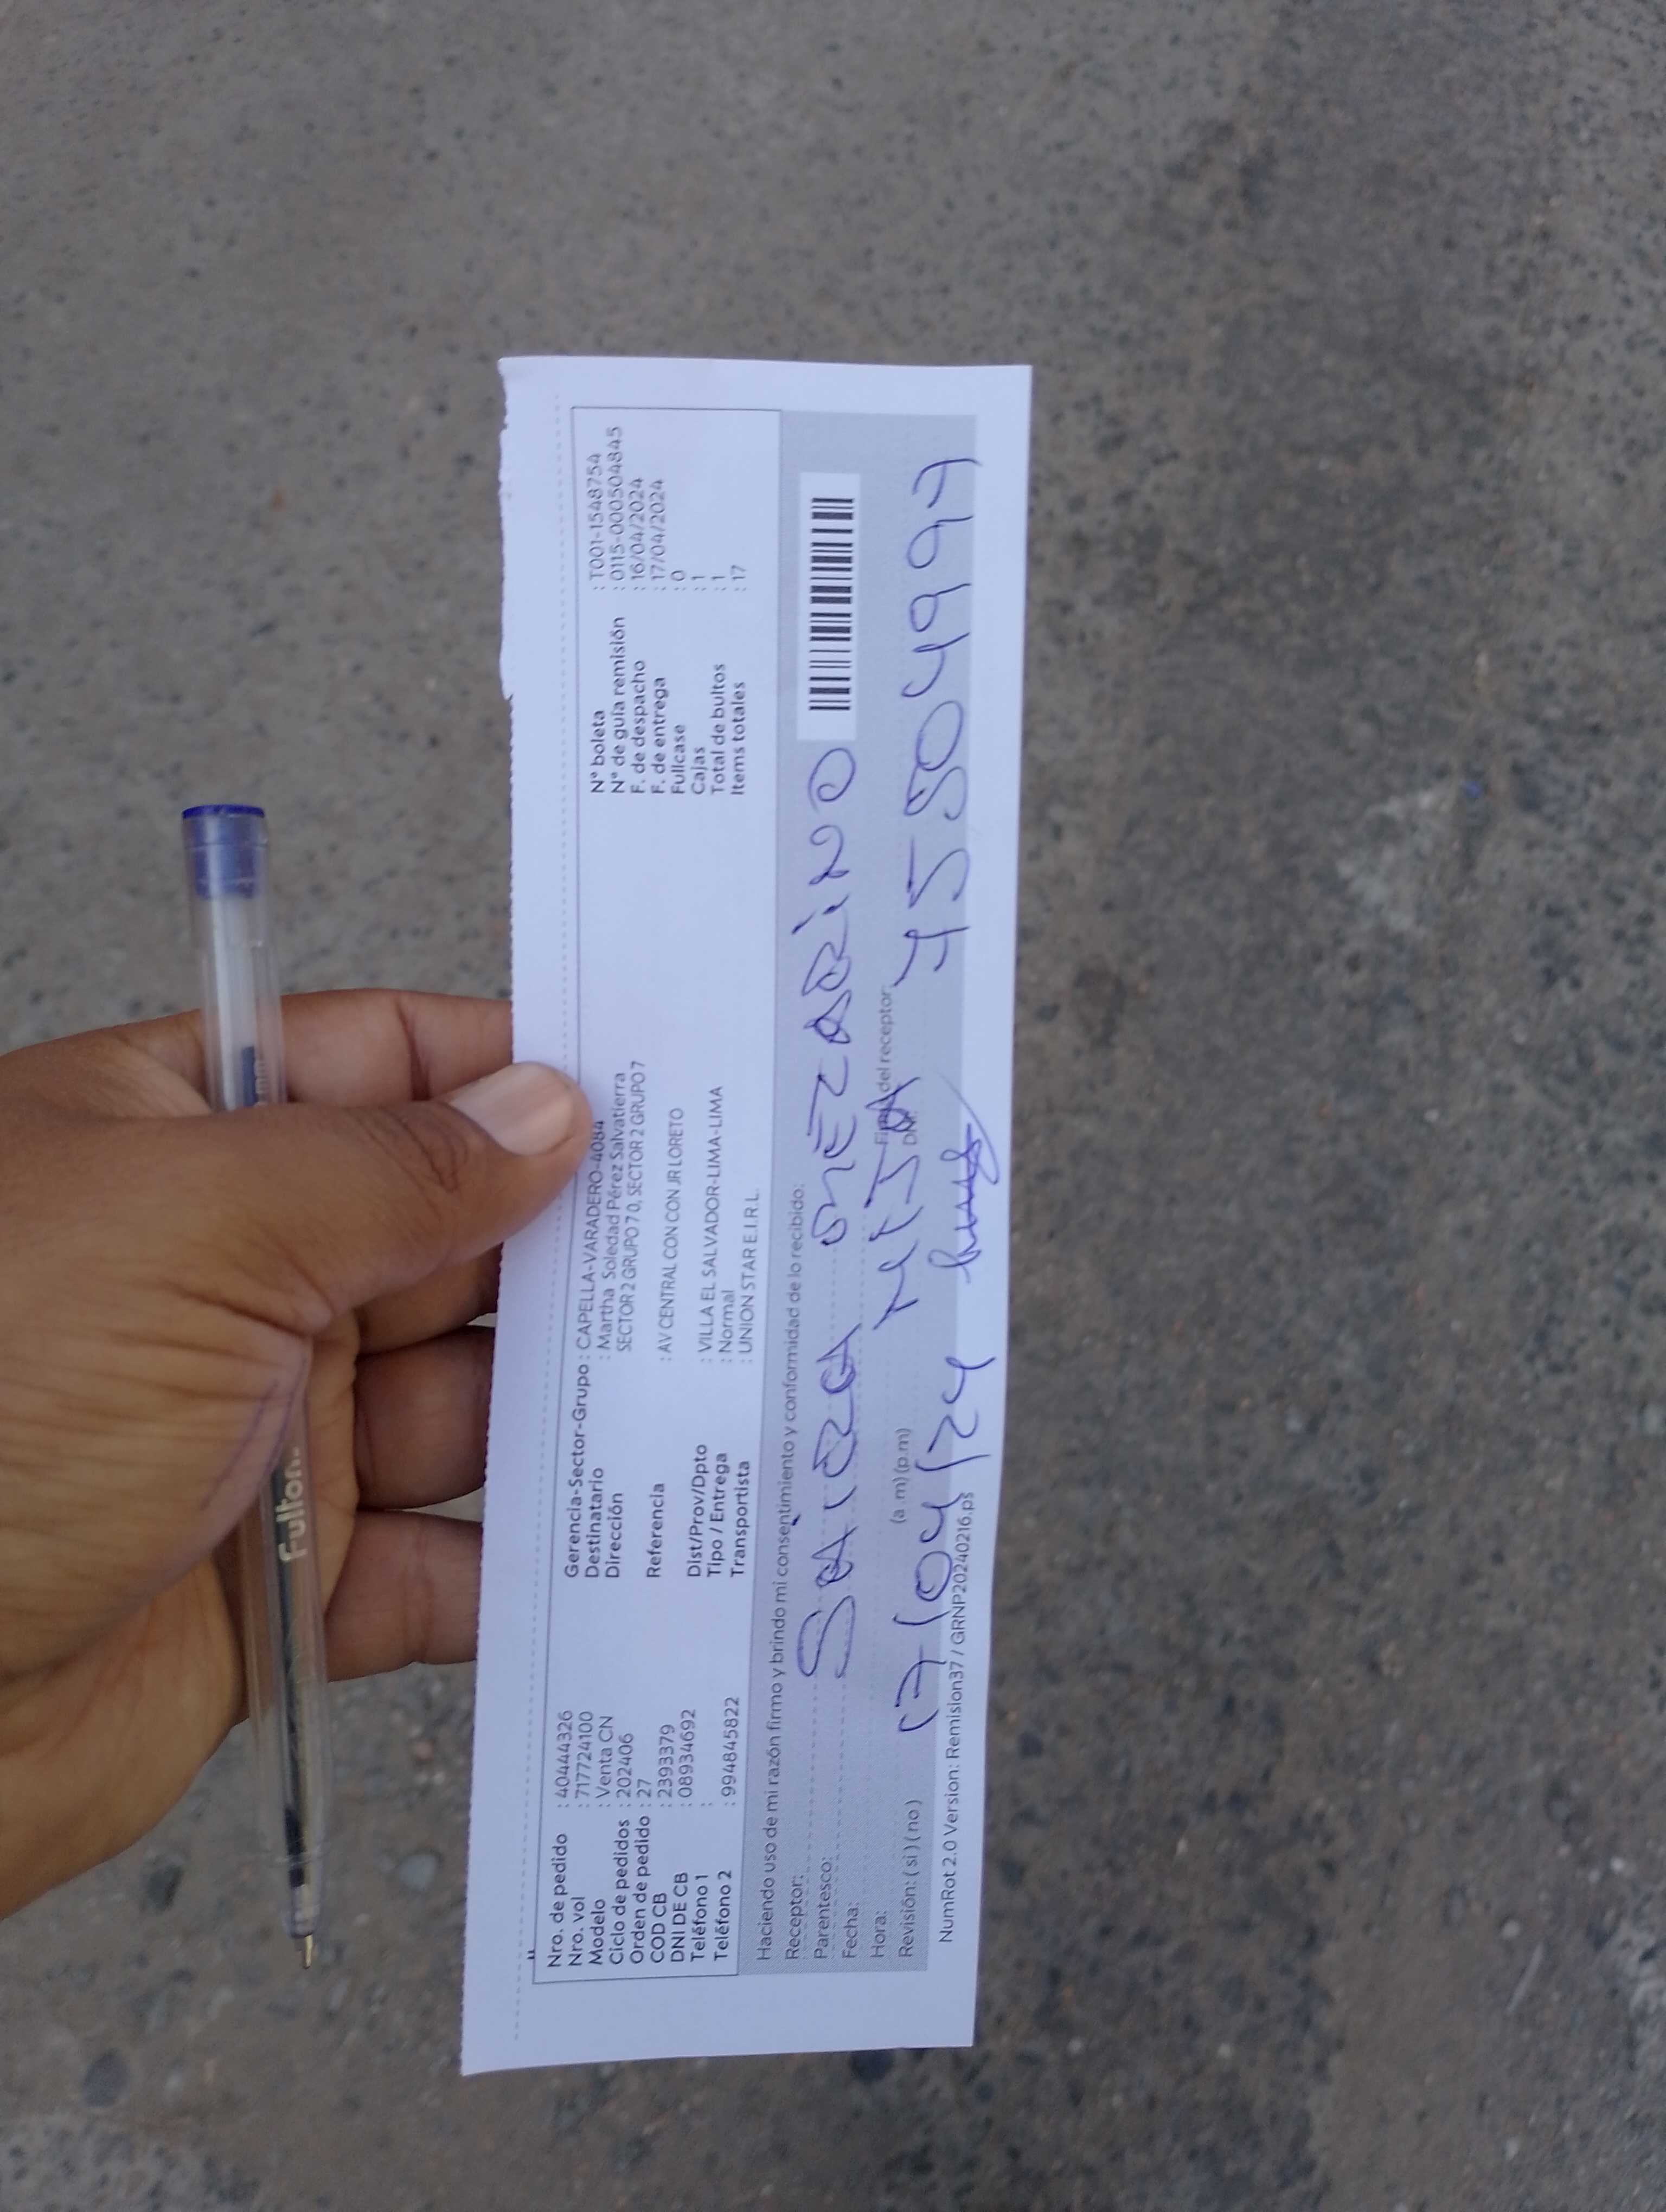 Nro. de pedido : 40444326
Nro. vol : 717724100
Modelo : Venta CN
Ciclo de pedidos : 202406
Orden de pedido : 27
COD CB : 2393379
DNI DE CB : 08934692
Teléfono 1 :
Teléfono 2 : 994845822
Gerencia-Sector-Grupo : CAPELLA-VARADERO-4084
Destinatario : Martha Soledad Pérez Salvatierra
Dirección SECTOR 2 GRUPO 7 0, SECTOR 2 GRUPO 7
Referencia : AV CENTRAL CON CON JR LORETO
Dist/Prov/Dpto : VILLA EL SALVADOR-LIMA-LIMA
Tipo / Entrega : Normal
Transportista : UNION STAR E.I.R.L.
N° boleta : T001-1548754
N° de guía remisión : 0115-000504845
F. de despacho : 16/04/2024
F. de entrega : 17/04/2024
Fullcase : 0
Cajas : 1
Total de bultos : 1
Items totales : 17
Haciendo uso de mi razón firmo y brindo mi consentimiento y conformidad de lo recibido:
Receptor:
Parentesco:
Fecha:
Hora: (a.m) (p.m)
Revisión: ( si ) ( no )
del receptor:
17/04/24
NumRot 2.0 Version: Remision37 / GRNP20240216.ps
Fulton